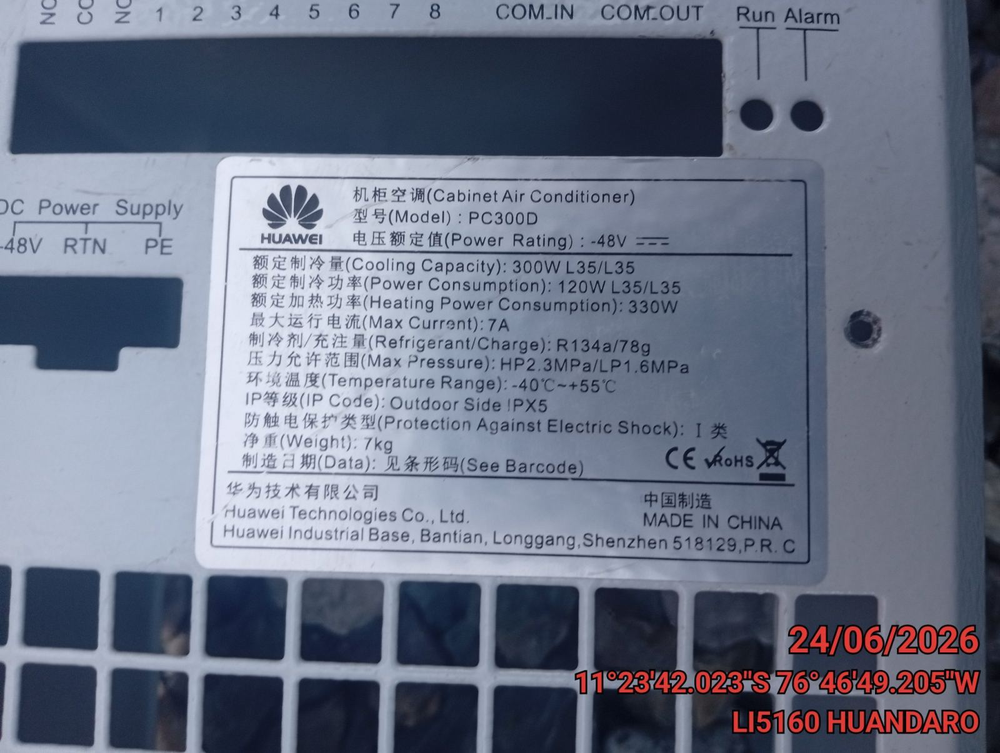 NO
CO
NC
1 2 3 4 5 6 7 8 COM_IN COM_OUT Run Alarm
DC Power Supply
-48V RTN PE
HUAWEI
机柜空调(Cabinet Air Conditioner)
型号(Model) : PC300D
电压额定值(Power Rating) : -48V
额定制冷量(Cooling Capacity): 300W L35/L35
额定制冷功率(Power Consumption): 120W L35/L35
额定加热功率(Heating Power Consumption): 330W
最大运行电流(Max Current): 7A
制冷剂/充注量(Refrigerant/Charge): R134a/78g
压力允许范围(Max Pressure): HP2.3MPa/LP1.6MPa
环境温度(Temperature Range): -40℃~+55℃
IP等级(IP Code): Outdoor Side IPX5
防触电保护类型(Protection Against Electric Shock): I 类
净重(Weight): 7kg
制造日期(Data): 见条形码(See Barcode)
CE RoHS
华为技术有限公司
Huawei Technologies Co., Ltd.
Huawei Industrial Base, Bantian, Longgang,Shenzhen 518129,P.R. C
中国制造
MADE IN CHINA
24/06/2026
11°23'42.023"S 76°46'49.205"W
LI5160 HUANDARO